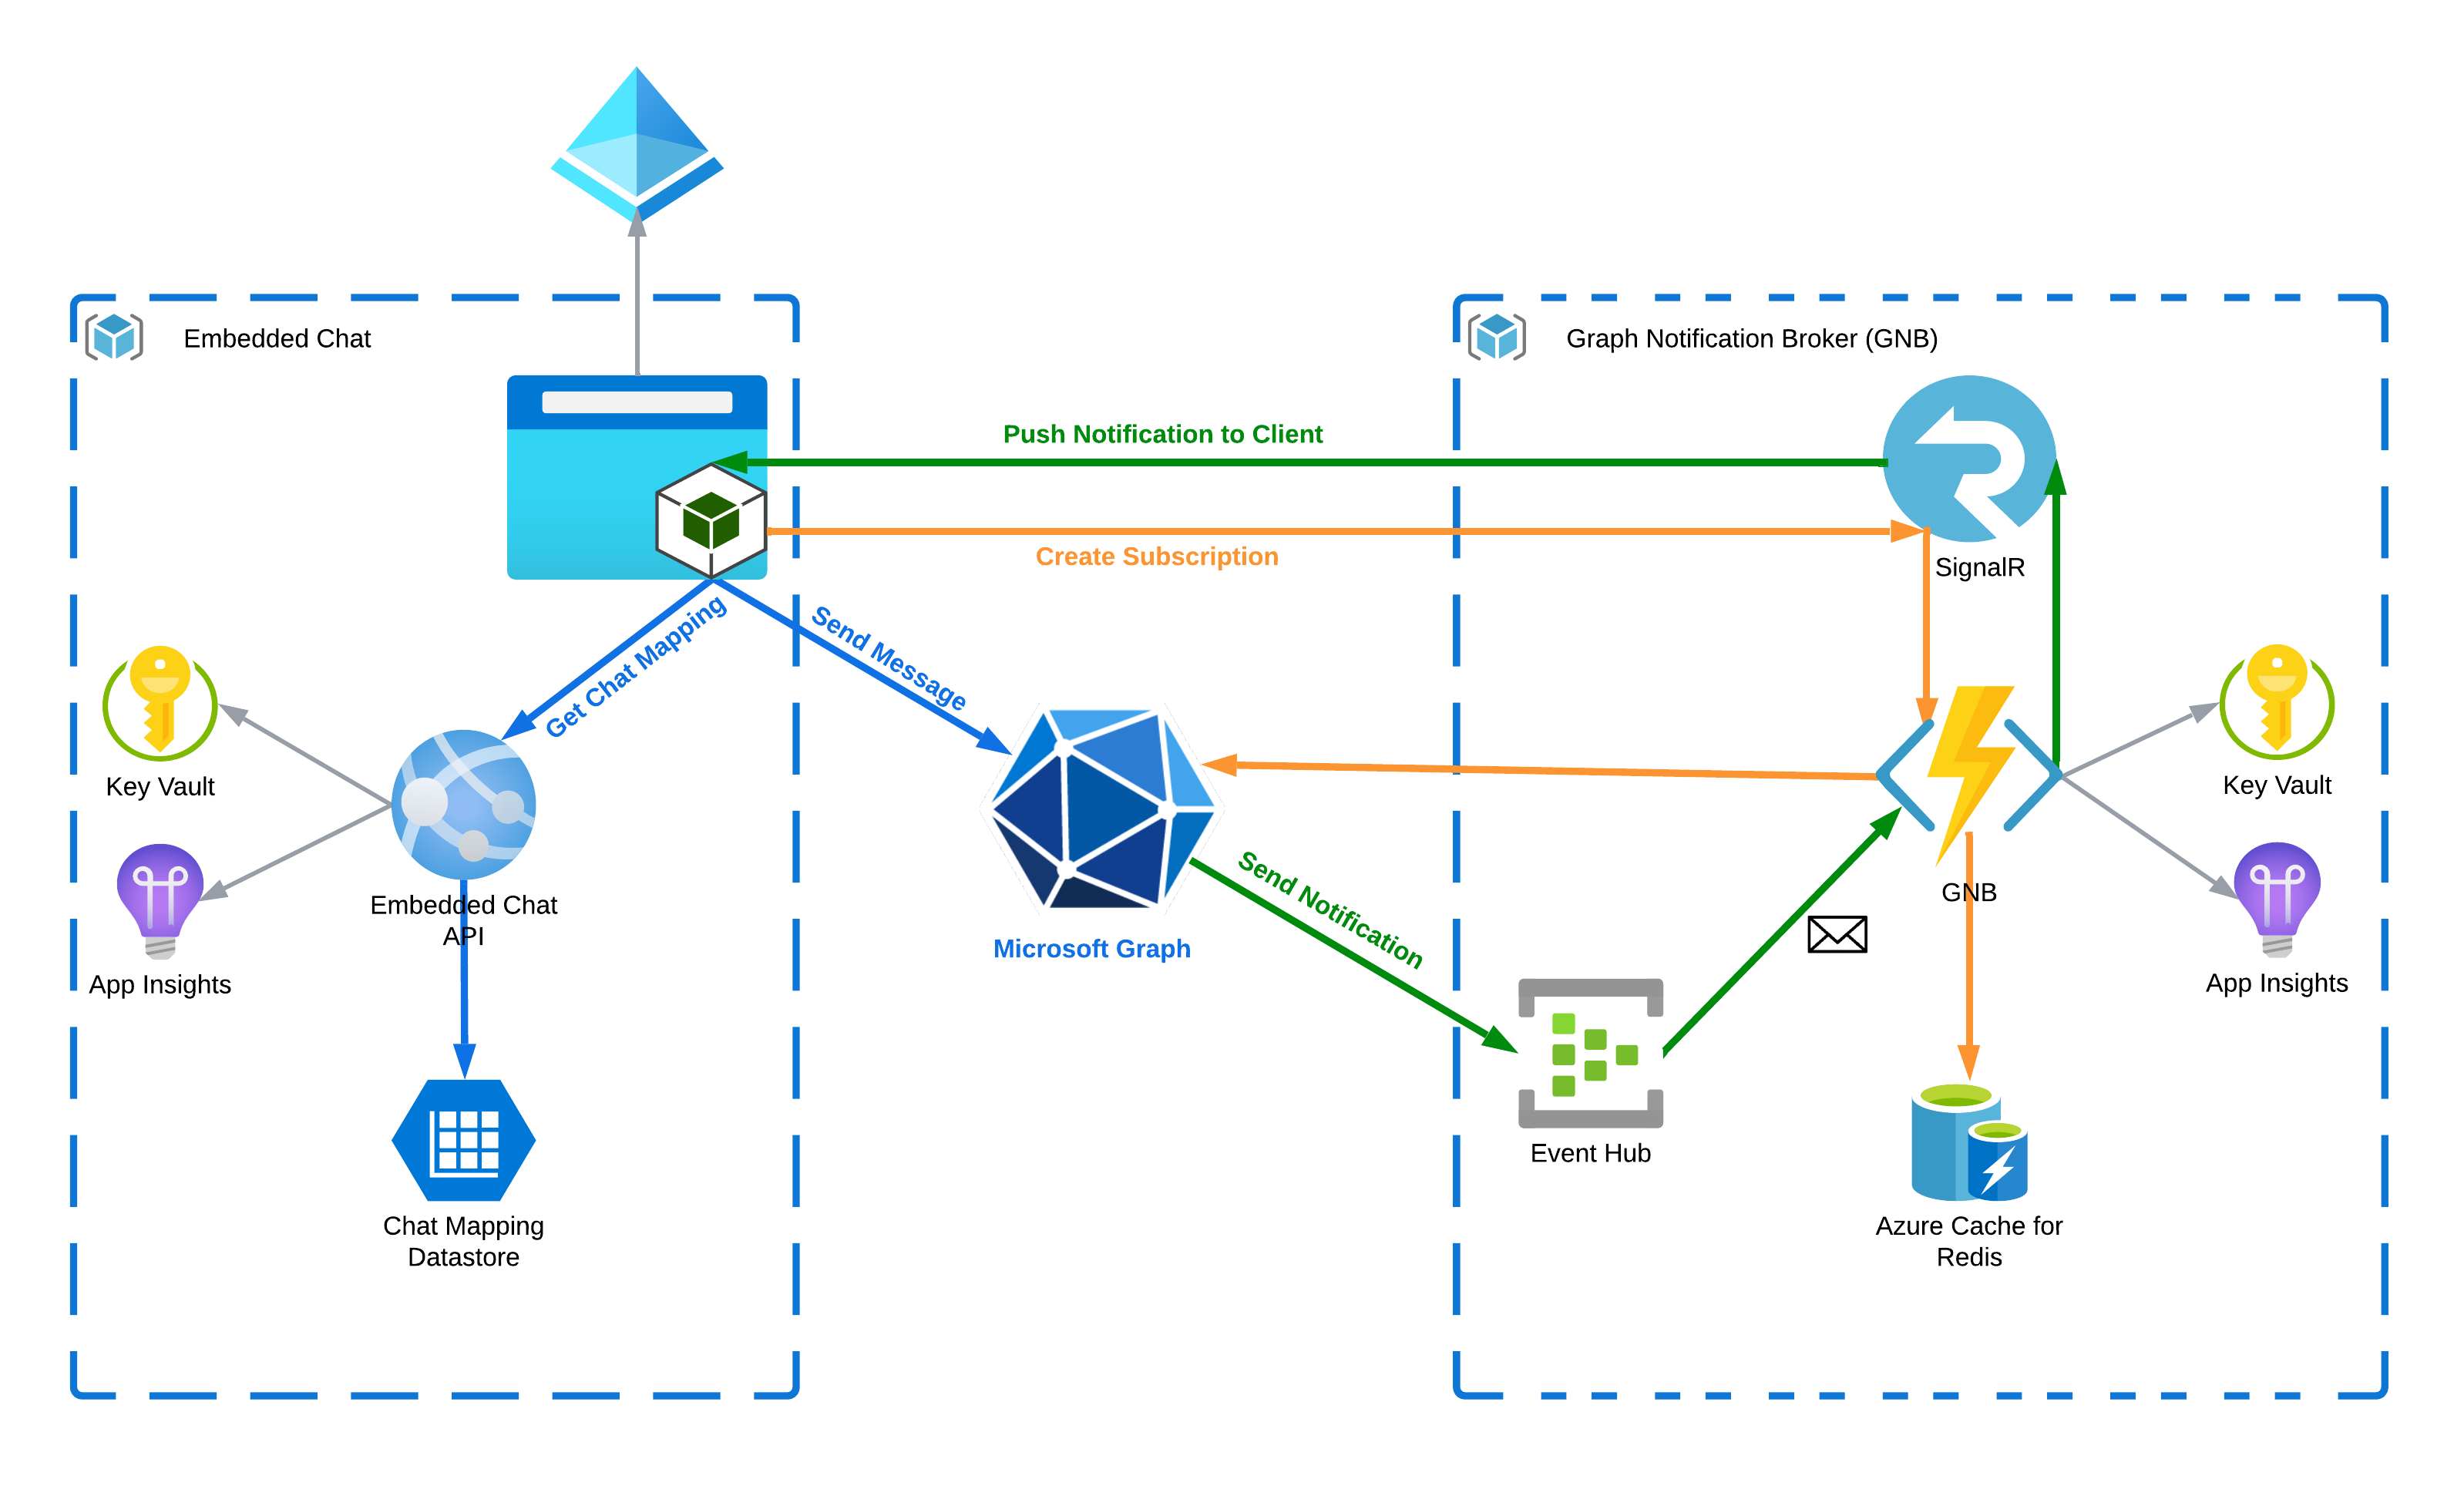 Embedded Chat
Graph Notification Broker (GNB)
Push Notification to Client
Create Subscription
SignalR
Get Chat Mapping
Send Message
Key Vault
Key Vault
Embedded Chat
API
GNB
Send Notification
Microsoft Graph
App Insights
App Insights
Event Hub
Chat Mapping
Datastore
Azure Cache for
Redis